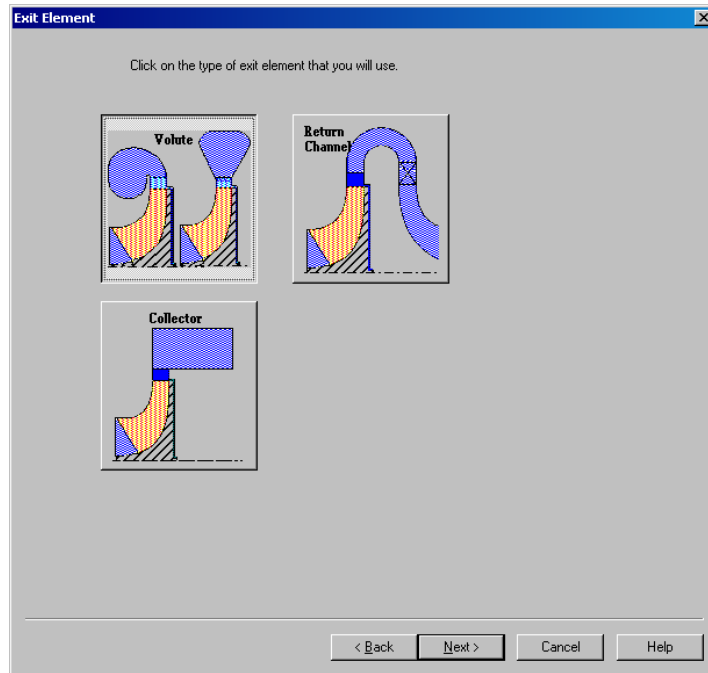 Exit Element
Click on the type of exit element that you will use.
Volute
Return
Channel
Collector
< Back
Next >
Cancel
Help